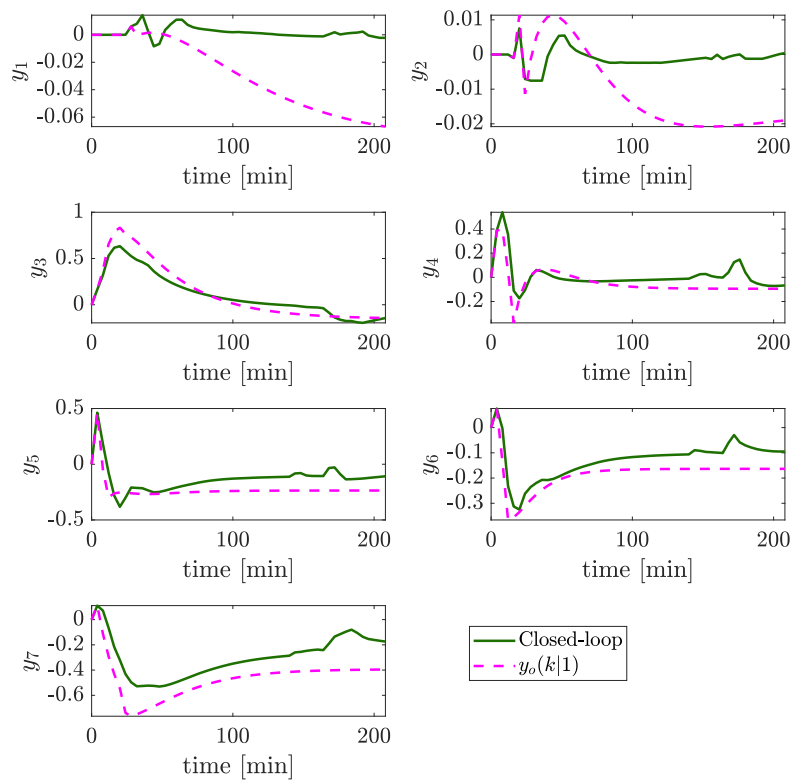 0
-0.02
-0.04
-0.06
y1
0 100 200
time [min]
0.01
0
-0.01
-0.02
y2
0 100 200
time [min]
1
0.5
0
y3
0 100 200
time [min]
0.4
0.2
0
-0.2
y4
0 100 200
time [min]
0.5
0
-0.5
y5
0 100 200
time [min]
0
-0.1
-0.2
-0.3
y6
0 100 200
time [min]
0
-0.2
-0.4
-0.6
y7
0 100 200
time [min]
Closed-loop
yo(k|1)